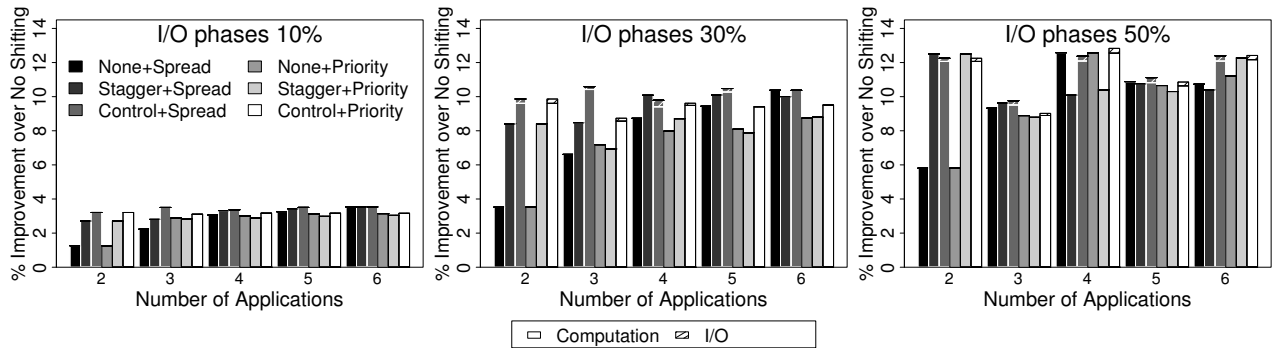 I/O phases 10%
None+Spread
Stagger+Spread
Control+Spread
None+Priority
Stagger+Priority
Control+Priority
% Improvement over No Shifting
0 2 4 6 8 10 12 14
2 3 4 5 6
Number of Applications
I/O phases 30%
% Improvement over No Shifting
0 2 4 6 8 10 12 14
2 3 4 5 6
Number of Applications
I/O phases 50%
% Improvement over No Shifting
0 2 4 6 8 10 12 14
2 3 4 5 6
Number of Applications
Computation I/O